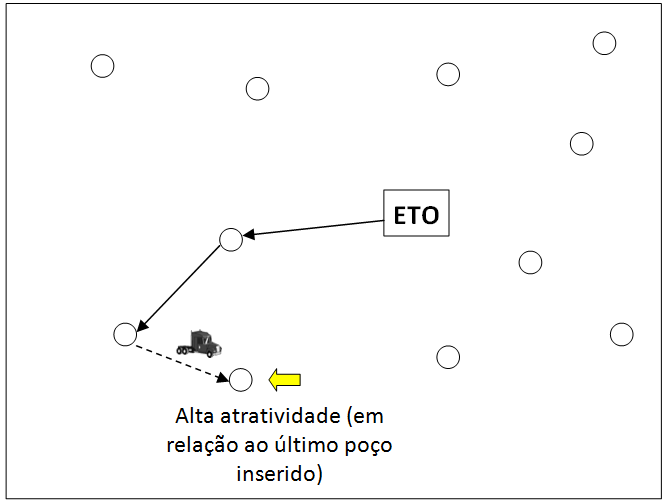 ETO
Alta atratividade (em
relação ao último poço
inserido)